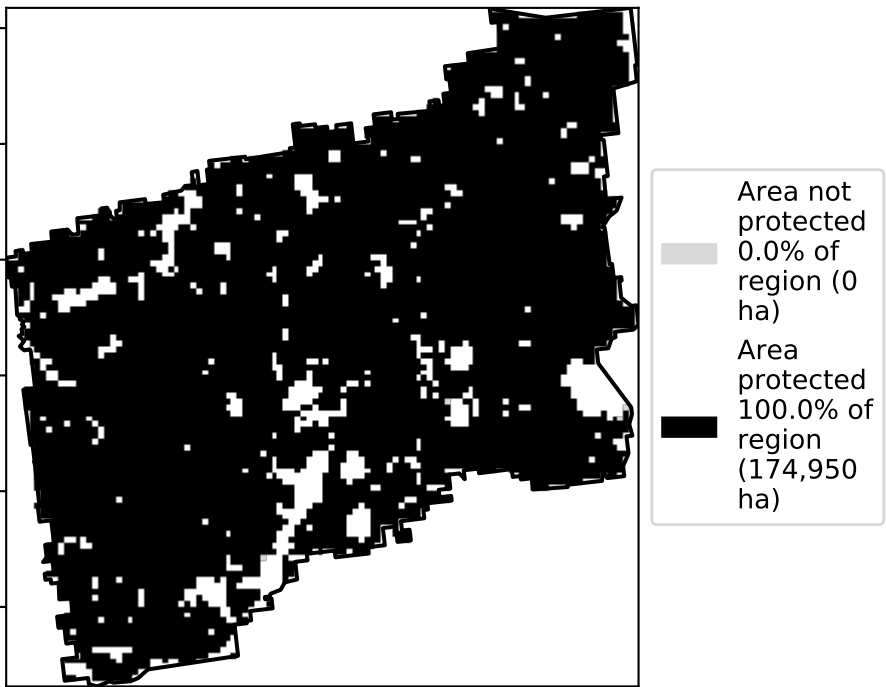 Area not
protected
0.0% of
region (0
ha)
Area
protected
100.0% of
region
(174,950
ha)